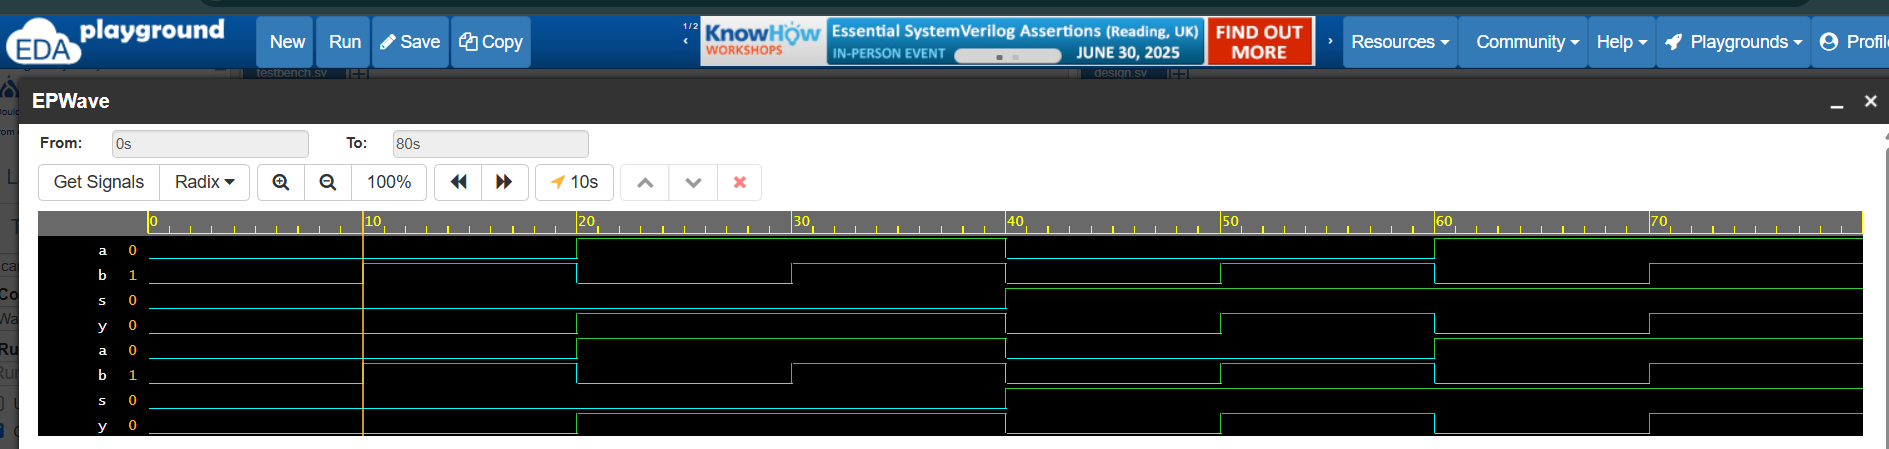 EDA playground
New
Run
Save
Copy
1/2
‹
KnowHow
WORKSHOPS
Essential SystemVerilog Assertions (Reading, UK)
IN-PERSON EVENT
JUNE 30, 2025
FIND OUT
MORE
›
Resources
Community
Help
Playgrounds
testbench.sv
design.sv
EPWave
From:
0s
To:
80s
Get Signals
Radix
100%
10s
0 10 20 30 40 50 60 70
a 0
b 1
s 0
y 0
a 0
b 1
s 0
y 0